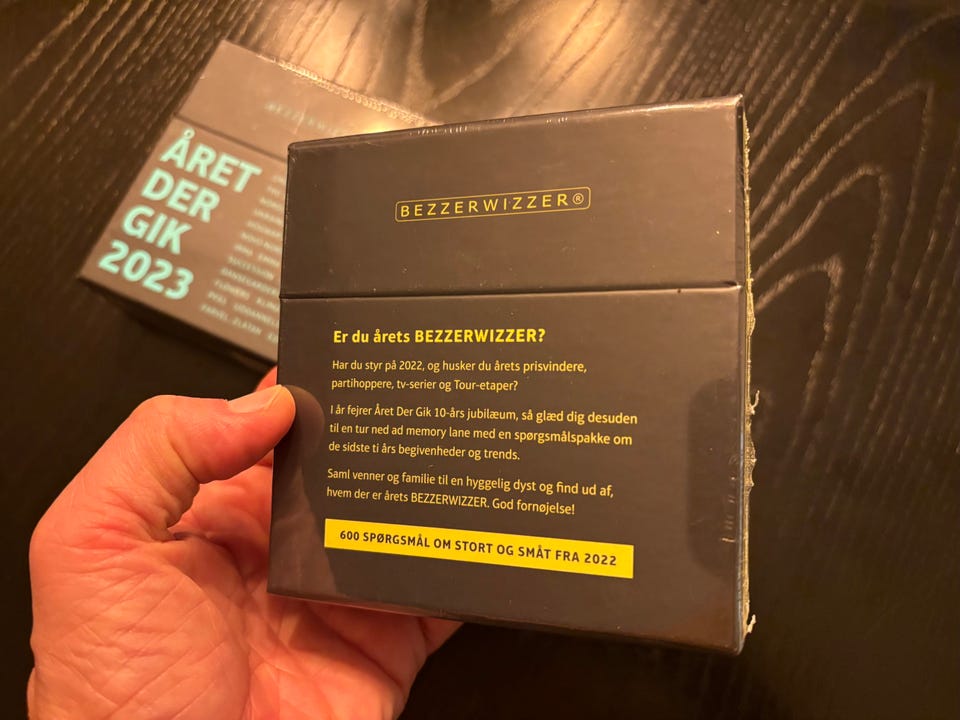 BEZZERWIZZER®
Er du årets BEZZERWIZZER?
Har du styr på 2022, og husker du årets prisvindere,
partihoppere, tv-serier og Tour-etaper?
I år fejrer Året Der Gik 10-års jubilæum, så glæd dig desuden
til en tur ned ad memory lane med en spørgsmålspakke om
de sidste ti års begivenheder og trends.
Saml venner og familie til en hyggelig dyst og find ud af,
hvem der er årets BEZZERWIZZER. God fornøjelse!
600 SPØRGSMÅL OM STORT OG SMÅT FRA 2022
ÅRET
DER
GIK
2023
SUCCESSION